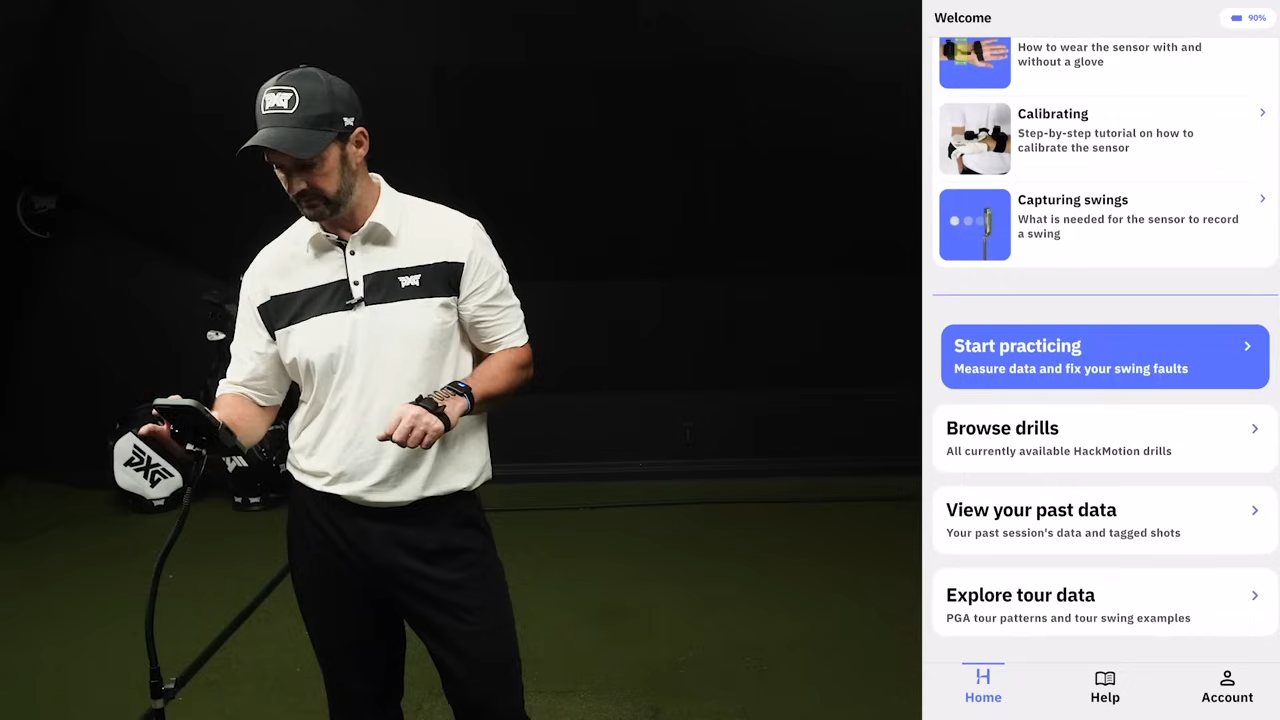 PXG
PXG
PXG
PXG
Welcome
90%
How to wear the sensor with and
without a glove
Calibrating
Step-by-step tutorial on how to
calibrate the sensor
Capturing swings
What is needed for the sensor to record
a swing
Start practicing
Measure data and fix your swing faults
Browse drills
All currently available HackMotion drills
View your past data
Your past session's data and tagged shots
Explore tour data
PGA tour patterns and tour swing examples
Home
Help
Account